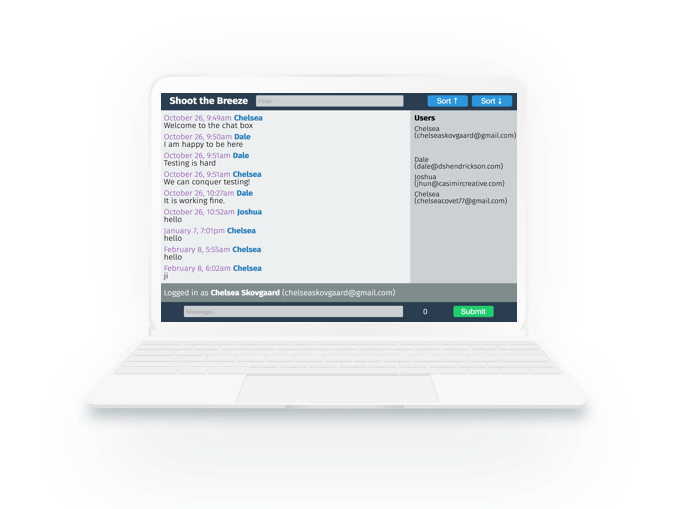 Shoot the Breeze
Filter
Sort ↑
Sort ↓
October 26, 9:49am Chelsea
Welcome to the chat box
October 26, 9:50am Dale
I am happy to be here
October 26, 9:51am Dale
Testing is hard
October 26, 9:51am Chelsea
We can conquer testing!
October 26, 10:27am Dale
It is working fine.
October 26, 10:52am Joshua
hello
January 7, 7:01pm Chelsea
hello
February 8, 5:55am Chelsea
hello
February 8, 6:02am Chelsea
ji
Users
Chelsea
(chelseaskovgaard@gmail.com)
Dale
(dale@dshendrickson.com)
Joshua
(jhun@casimircreative.com)
Chelsea
(chelseacovet77@gmail.com)
Logged in as Chelsea Skovgaard (chelseaskovgaard@gmail.com)
Message...
0
Submit